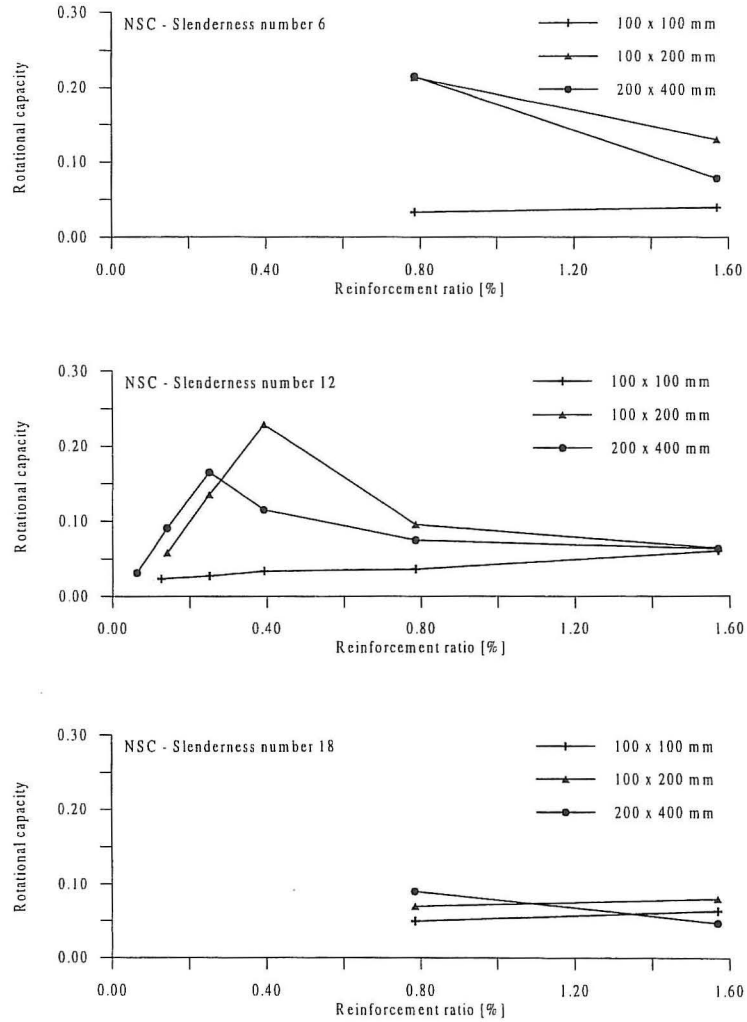 NSC - Slenderness number 6
100 x 100 mm
100 x 200 mm
200 x 400 mm
Rotational capacity
0.30
0.20
0.10
0.00
0.00 0.40 0.80 1.20 1.60
Reinforcement ratio [%]
NSC - Slenderness number 12
100 x 100 mm
100 x 200 mm
200 x 400 mm
Rotational capacity
0.30
0.20
0.10
0.00
0.00 0.40 0.80 1.20 1.60
Reinforcement ratio [%]
NSC - Slenderness number 18
100 x 100 mm
100 x 200 mm
200 x 400 mm
Rotational capacity
0.30
0.20
0.10
0.00
0.00 0.40 0.80 1.20 1.60
Reinforcement ratio [%]